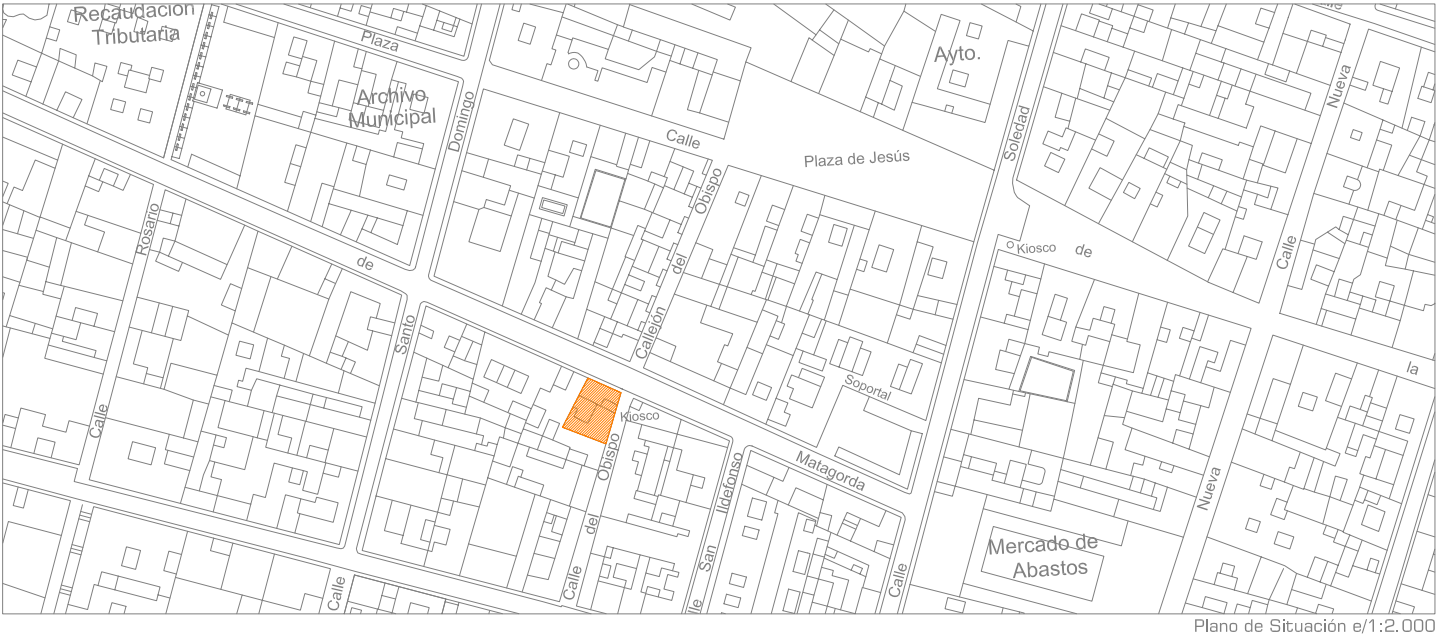 Recaudación
Tributaria
Plaza
Archivo
Municipal
Domingo
Calle
Ayto.
Plaza de Jesús
Soledad
Nueva
Rosario
de
Santo
Callejón del Obispo
Kiosco de
Calle
la
Soportal
Kiosco
Matagorda
Calle
Obispo
del
Calle
Ildefonso
San
Calle
Nueva
Mercado de
Abastos
Calle
Plano de Situación e/1:2.000